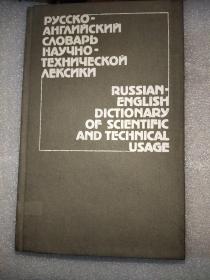 РУССКО-
АНГЛИЙСКИЙ
СЛОВАРЬ
НАУЧНО-
ТЕХНИЧЕСКОЙ
ЛЕКСИКИ
RUSSIAN-
ENGLISH
DICTIONARY
OF SCIENTIFIC
AND TECHNICAL
USAGE